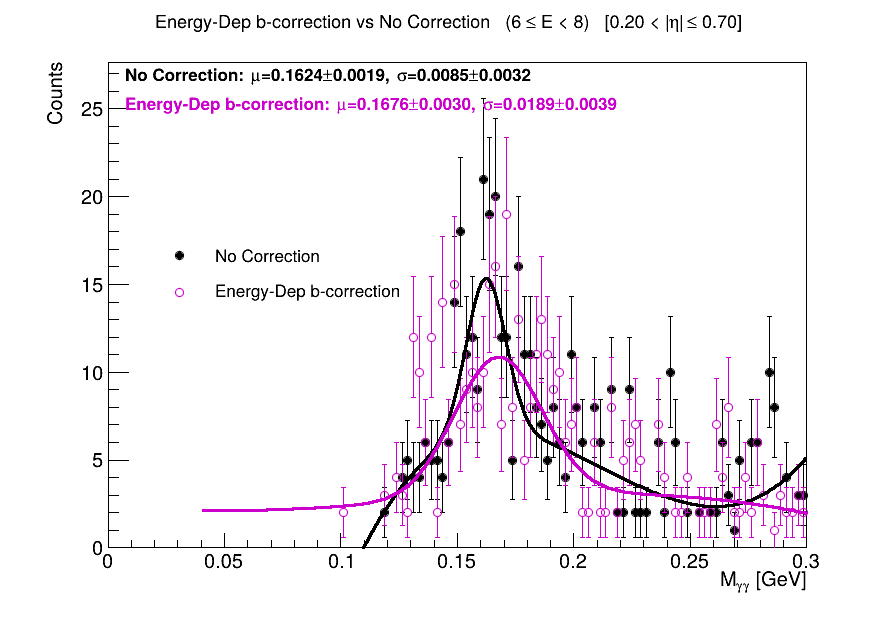 Energy-Dep b-correction vs No Correction (6 ≤ E < 8) [0.20 < |η| ≤ 0.70]
Counts
No Correction: μ=0.1624±0.0019, σ=0.0085±0.0032
Energy-Dep b-correction: μ=0.1676±0.0030, σ=0.0189±0.0039
25
20
No Correction
Energy-Dep b-correction
15
10
5
0
0 0.05 0.1 0.15 0.2 0.25 0.3
Mγγ [GeV]